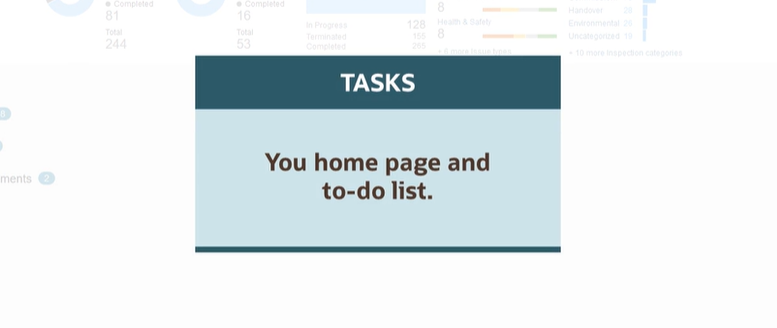 Completed
81
Total
244
Completed
16
Total
53
In Progress 128
Terminated 155
Completed 255
8
Health & Safety
8
+ 6 more issue types
Handover 28
Environmental 26
Uncategorized 19
+ 10 more inspection categories
TASKS
You home page and
to-do list.
8
ments 2